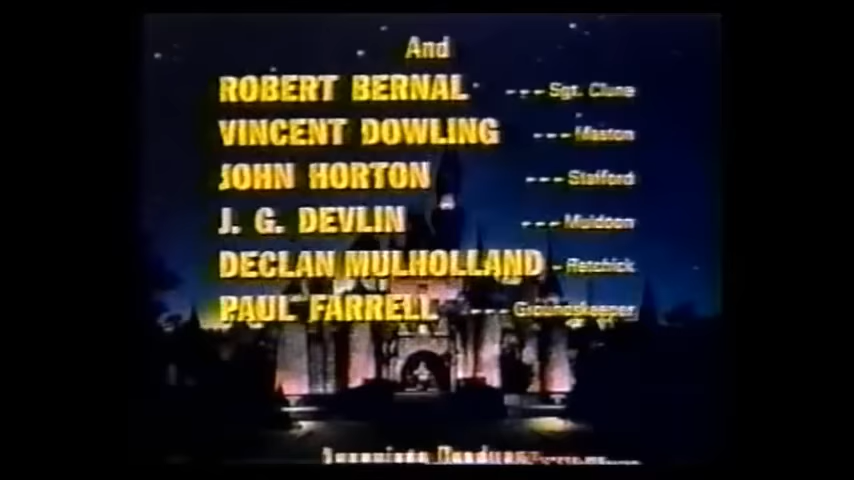 And
ROBERT BERNAL ---Sgt. Clune
VINCENT DOWLING ---Maston
JOHN HORTON ---Stafford
J. G. DEVLIN ---Muldoon
DECLAN MULHOLLAND -Retchick
PAUL FARRELL ---Groundskeeper